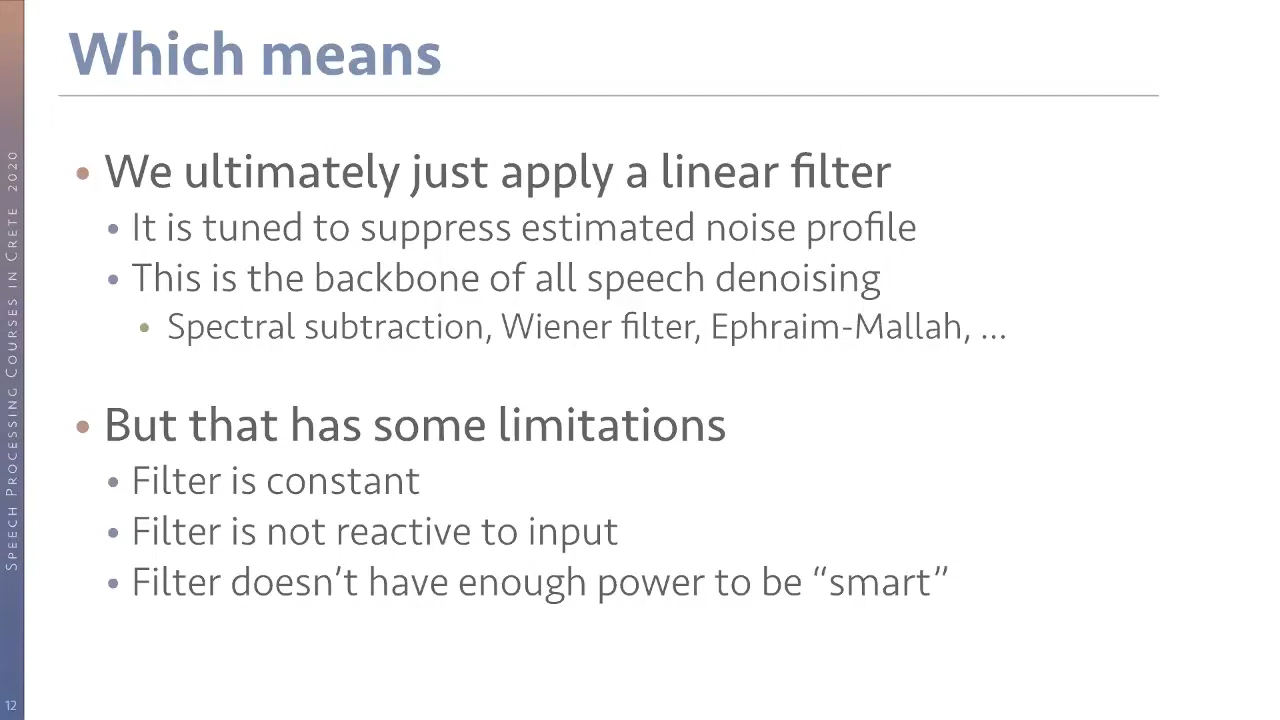 Which means
• We ultimately just apply a linear filter
• It is tuned to suppress estimated noise profile
• This is the backbone of all speech denoising
• Spectral subtraction, Wiener filter, Ephraim-Mallah, ...
• But that has some limitations
• Filter is constant
• Filter is not reactive to input
• Filter doesn’t have enough power to be “smart”
Speech Processing Courses in Crete 2020
12